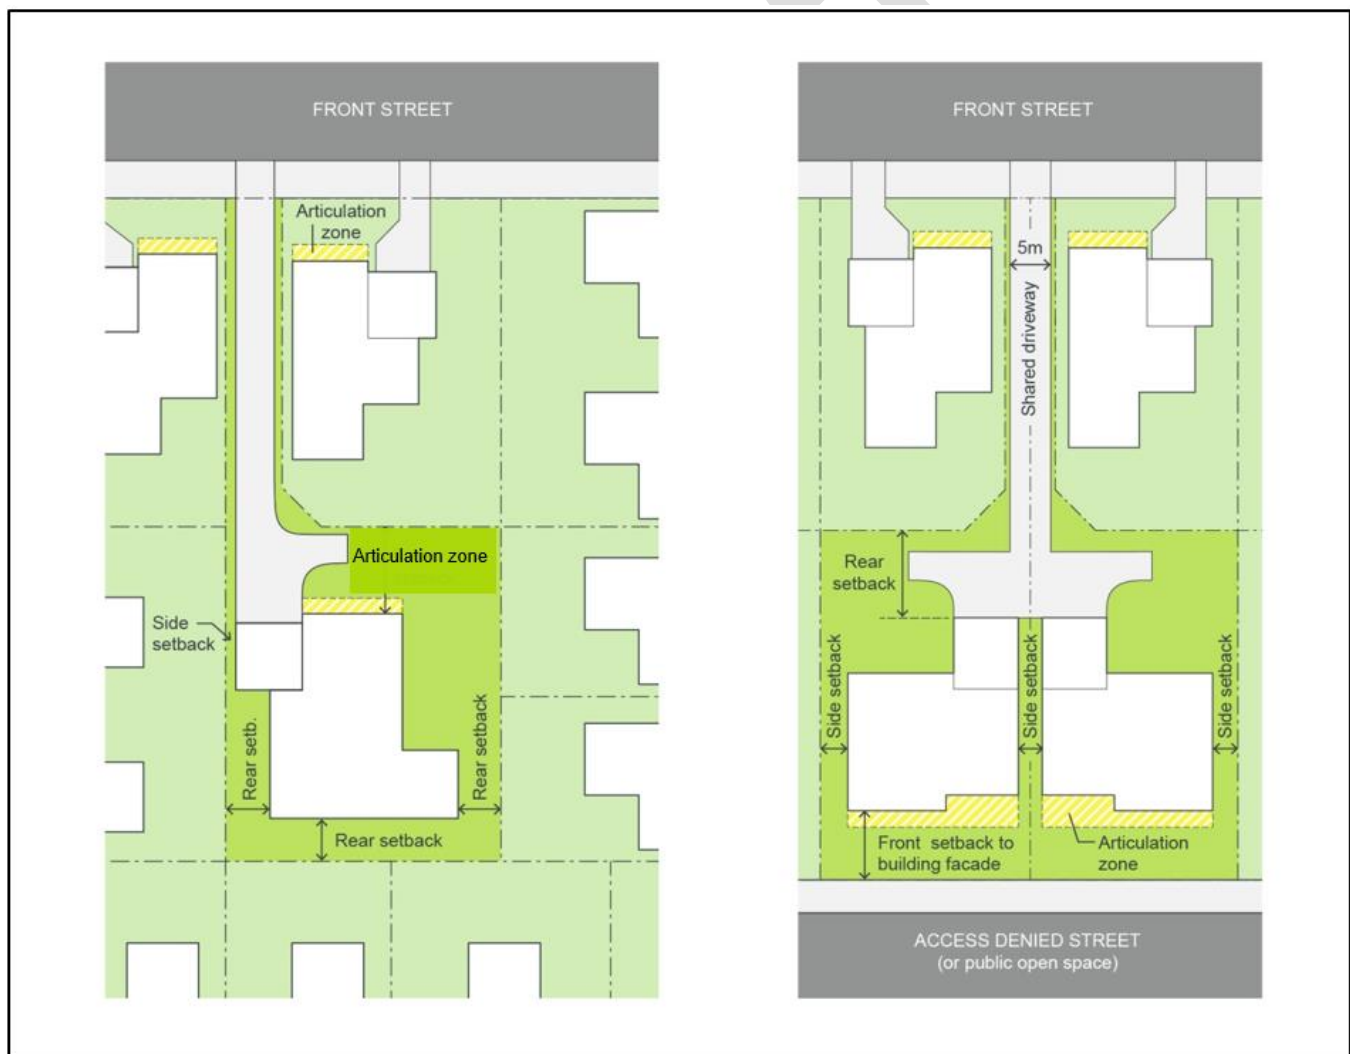 FRONT STREET
Articulation
zone
Articulation zone
Side
setback
Rear setb.
Rear setback
Rear setback
FRONT STREET
5m
Shared driveway
Rear
setback
Side setback
Side setback
Side setback
Front setback to
building facade
Articulation
zone
ACCESS DENIED STREET
(or public open space)